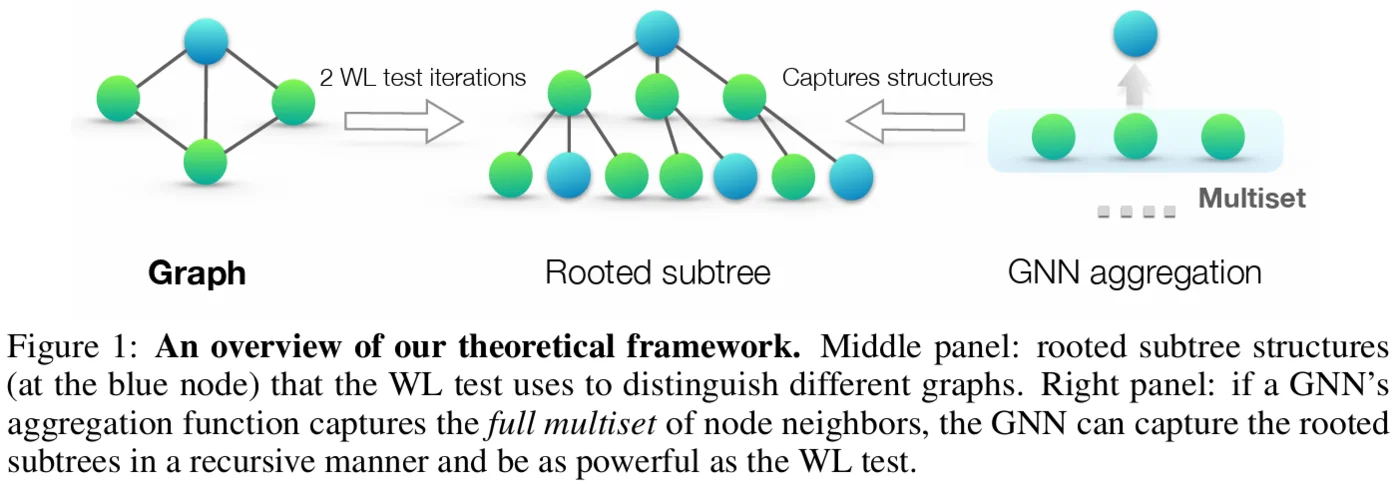 2 WL test iterations
Captures structures
Multiset
Graph
Rooted subtree
GNN aggregation
Figure 1: An overview of our theoretical framework. Middle panel: rooted subtree structures
(at the blue node) that the WL test uses to distinguish different graphs. Right panel: if a GNN’s
aggregation function captures the full multiset of node neighbors, the GNN can capture the rooted
subtrees in a recursive manner and be as powerful as the WL test.